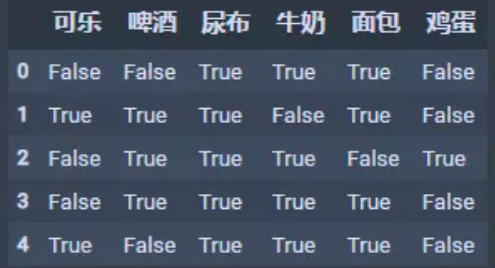 可乐 啤酒 尿布 牛奶 面包 鸡蛋
0 False False True True True False
1 True True True False True False
2 False True True True False True
3 False True True True True False
4 True False True True True False